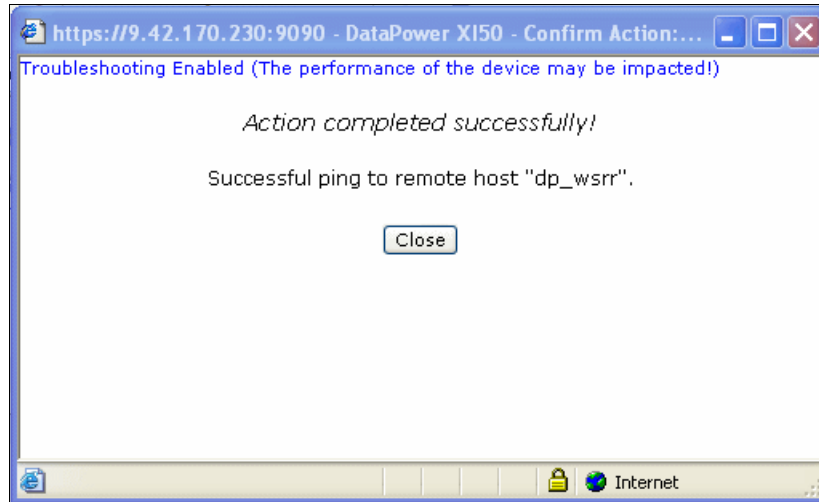 https://9.42.170.230:9090 - DataPower XI50 - Confirm Action:...
Troubleshooting Enabled (The performance of the device may be impacted!)
Action completed successfully!
Successful ping to remote host "dp_wsrr".
Close
Internet